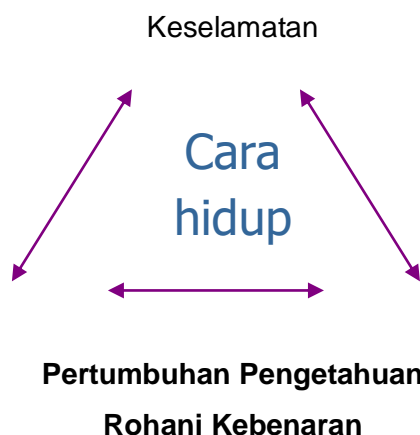 Keselamatan
Cara
hidup
Pertumbuhan Pengetahuan
Rohani Kebenaran